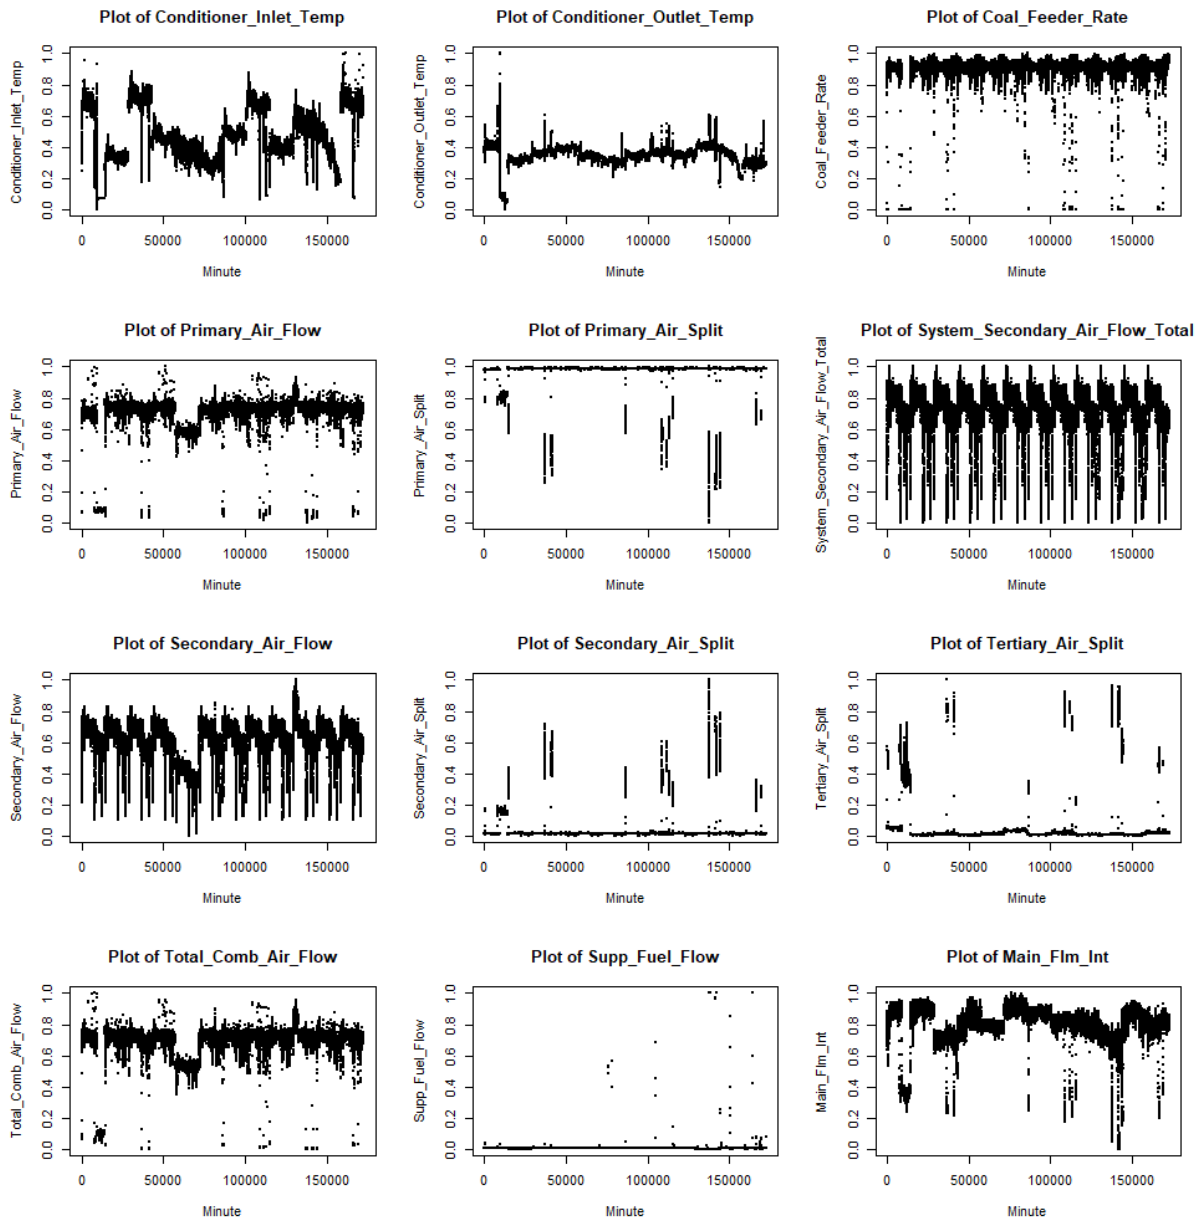 Plot of Conditioner_Inlet_Temp
Conditioner_Inlet_Temp
0.0 0.2 0.4 0.6 0.8 1.0
0 50000 100000 150000
Minute
Plot of Conditioner_Outlet_Temp
Conditioner_Outlet_Temp
0.0 0.2 0.4 0.6 0.8 1.0
0 50000 100000 150000
Minute
Plot of Coal_Feeder_Rate
Coal_Feeder_Rate
0.0 0.2 0.4 0.6 0.8 1.0
0 50000 100000 150000
Minute
Plot of Primary_Air_Flow
Primary_Air_Flow
0.0 0.2 0.4 0.6 0.8 1.0
0 50000 100000 150000
Minute
Plot of Primary_Air_Split
Primary_Air_Split
0.0 0.2 0.4 0.6 0.8 1.0
0 50000 100000 150000
Minute
Plot of System_Secondary_Air_Flow_Total
System_Secondary_Air_Flow_Total
0.0 0.2 0.4 0.6 0.8 1.0
0 50000 100000 150000
Minute
Plot of Secondary_Air_Flow
Secondary_Air_Flow
0.0 0.2 0.4 0.6 0.8 1.0
0 50000 100000 150000
Minute
Plot of Secondary_Air_Split
Secondary_Air_Split
0.0 0.2 0.4 0.6 0.8 1.0
0 50000 100000 150000
Minute
Plot of Tertiary_Air_Split
Tertiary_Air_Split
0.0 0.2 0.4 0.6 0.8 1.0
0 50000 100000 150000
Minute
Plot of Total_Comb_Air_Flow
Total_Comb_Air_Flow
0.0 0.2 0.4 0.6 0.8 1.0
0 50000 100000 150000
Minute
Plot of Supp_Fuel_Flow
Supp_Fuel_Flow
0.0 0.2 0.4 0.6 0.8 1.0
0 50000 100000 150000
Minute
Plot of Main_Flm_Int
Main_Flm_Int
0.0 0.2 0.4 0.6 0.8 1.0
0 50000 100000 150000
Minute